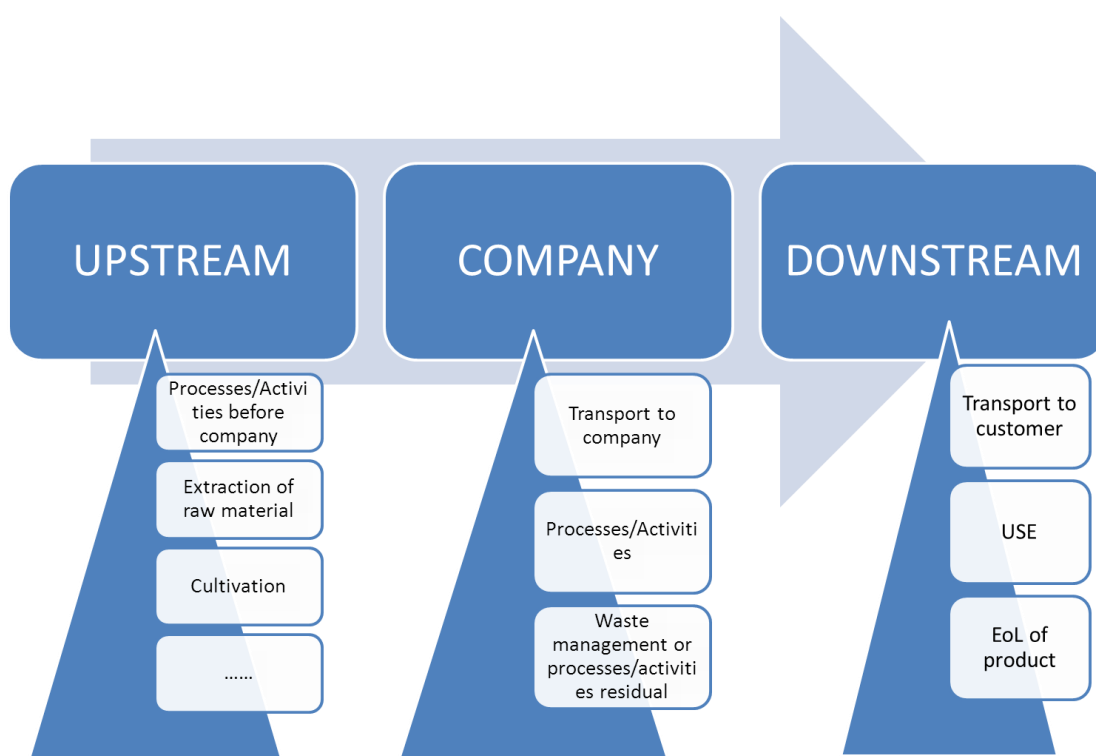 UPSTREAM
COMPANY
DOWNSTREAM
Processes/Activi
ties before
company
Extraction of
raw material
Cultivation
......
Transport to
company
Processes/Activiti
es
Waste
management or
processes/activiti
es residual
Transport to
customer
USE
EoL of
product